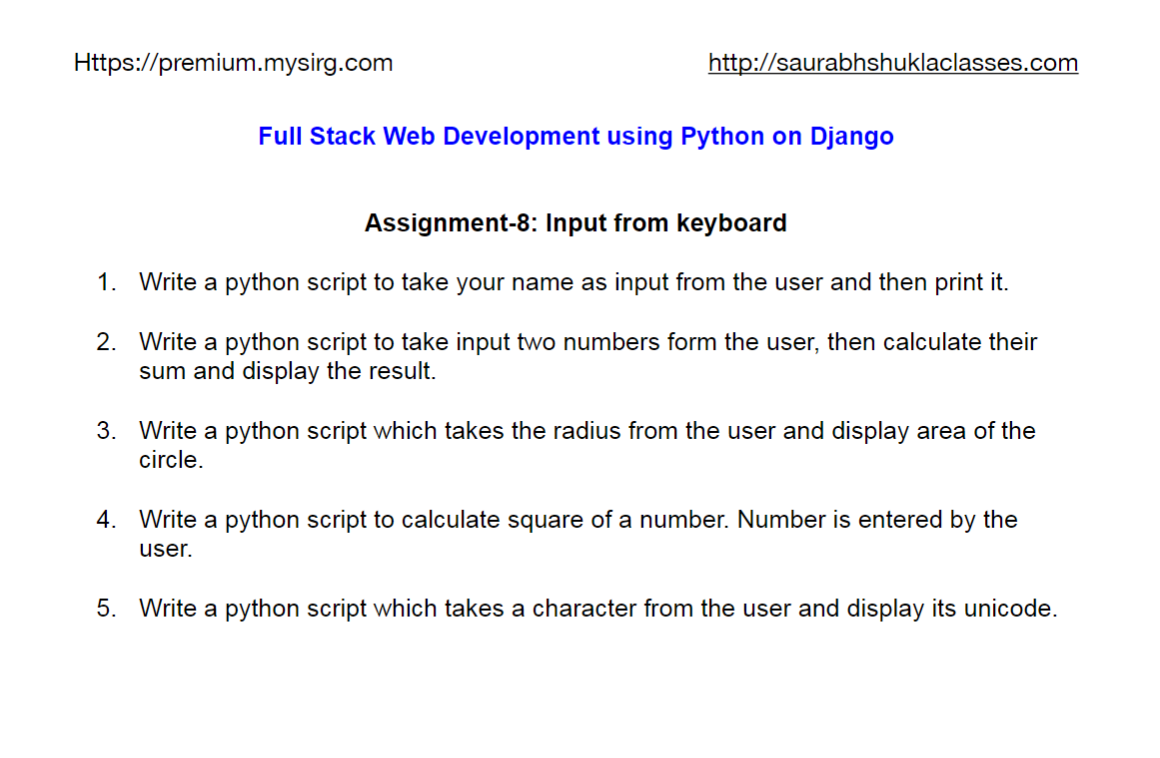 Https://premium.mysirg.com
http://saurabhshuklaclasses.com
Full Stack Web Development using Python on Django
Assignment-8: Input from keyboard
1. Write a python script to take your name as input from the user and then print it.
2. Write a python script to take input two numbers form the user, then calculate their
sum and display the result.
3. Write a python script which takes the radius from the user and display area of the
circle.
4. Write a python script to calculate square of a number. Number is entered by the
user.
5. Write a python script which takes a character from the user and display its unicode.